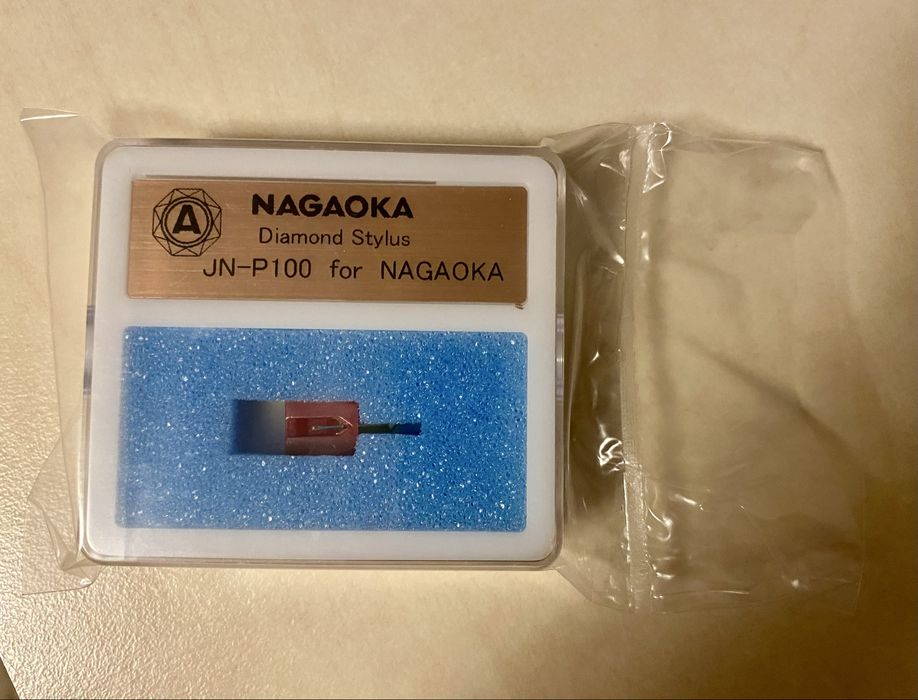 A
NAGAOKA
Diamond Stylus
JN-P100 for NAGAOKA